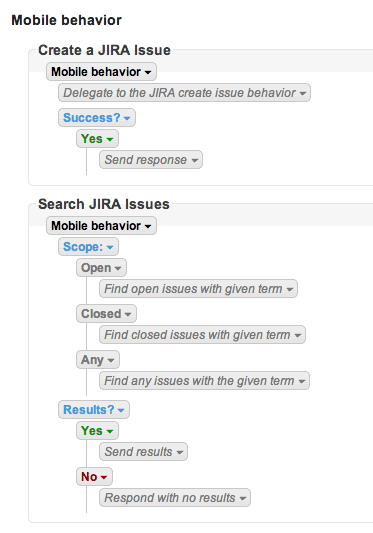 Mobile behavior
Create a JIRA Issue
Mobile behavior
Delegate to the JIRA create issue behavior
Success?
Yes
Send response
Search JIRA Issues
Mobile behavior
Scope:
Open
Find open issues with given term
Closed
Find closed issues with given term
Any
Find any issues with the given term
Results?
Yes
Send results
No
Respond with no results